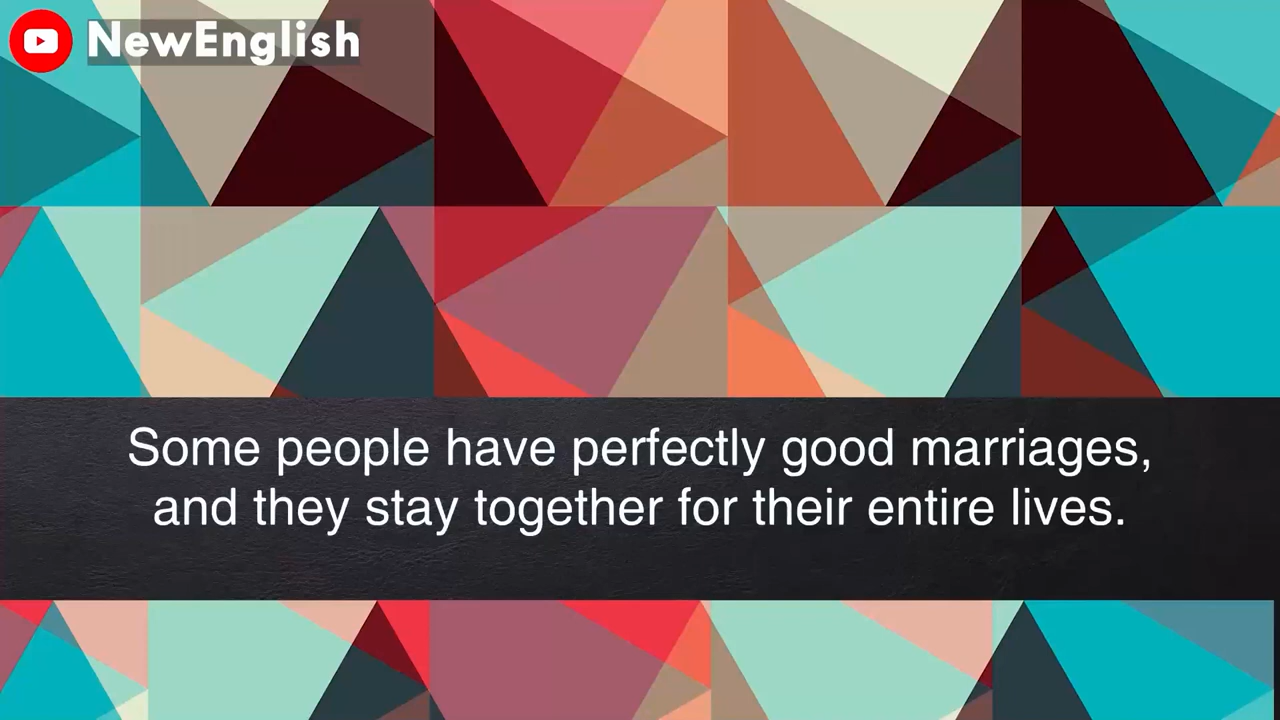 NewEnglish
Some people have perfectly good marriages,
and they stay together for their entire lives.